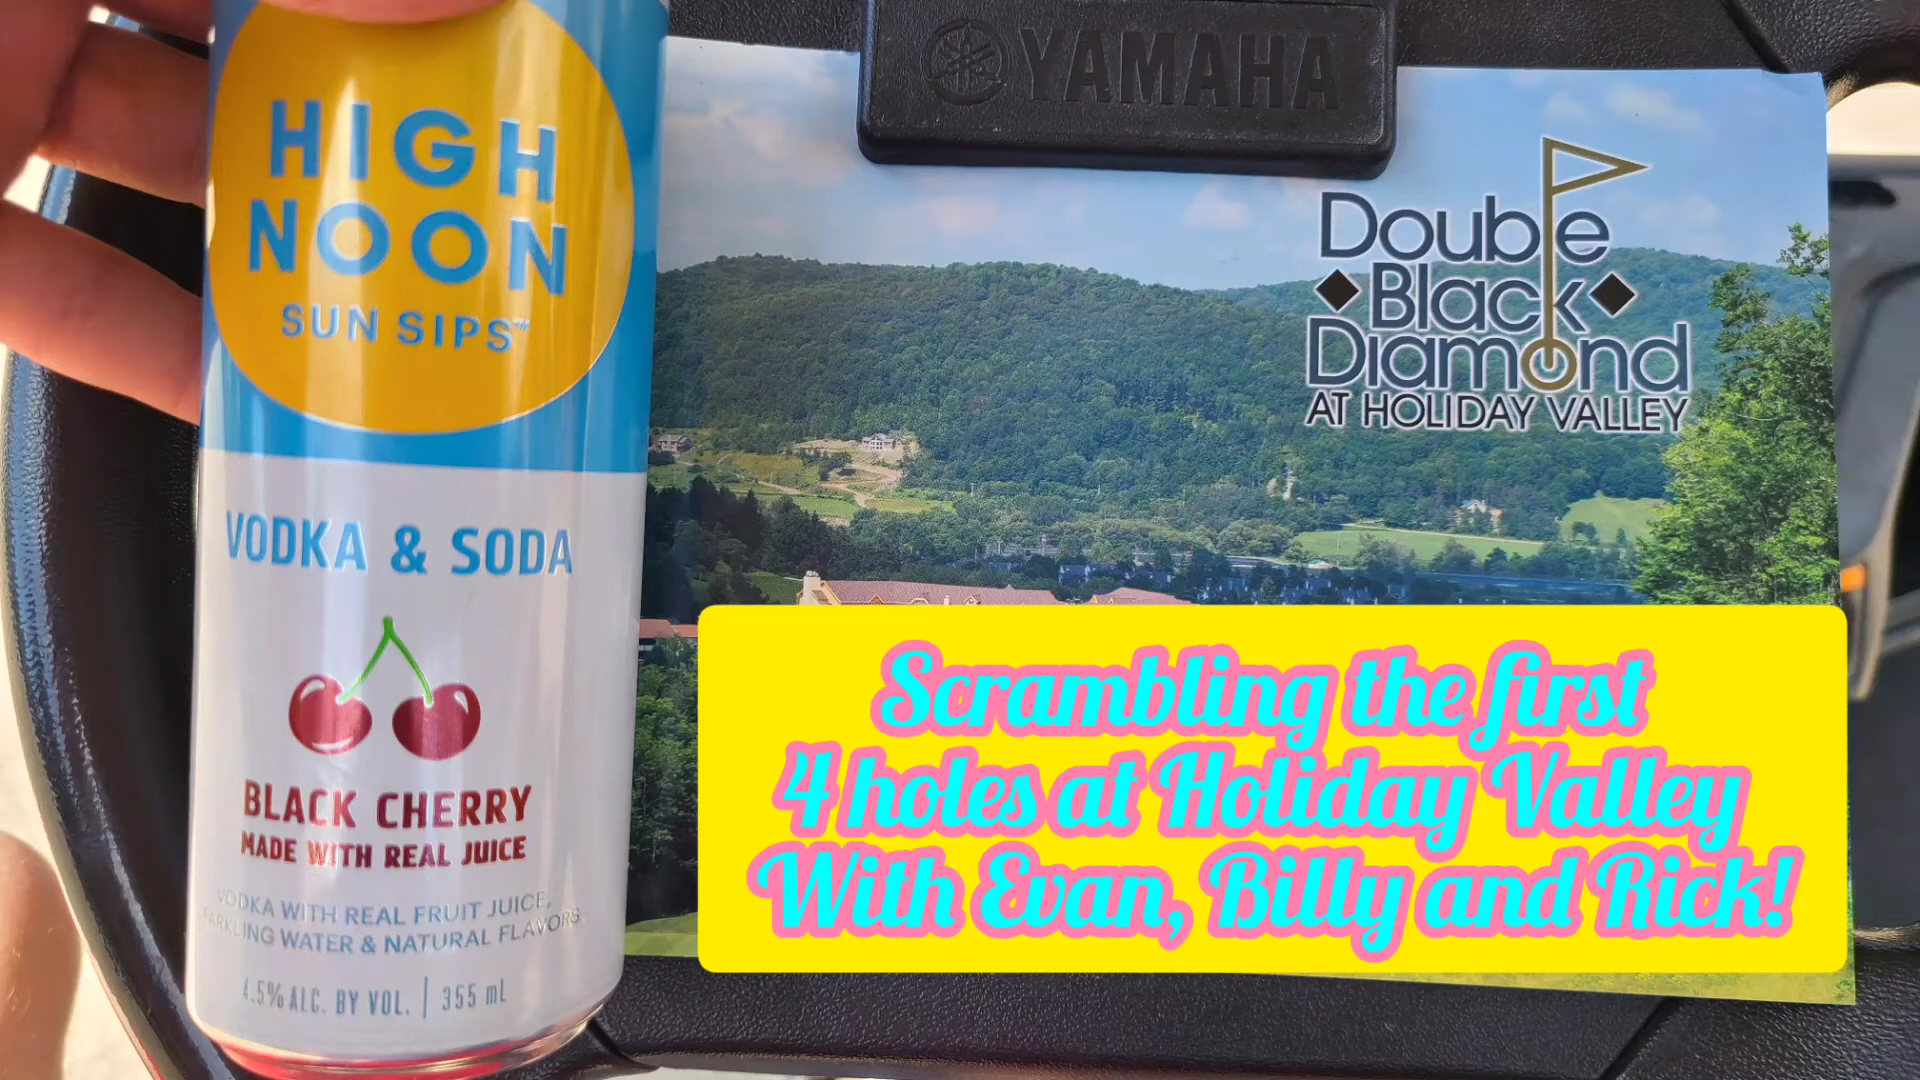 HIGH
NOON
SUN SIPS™
VODKA & SODA
BLACK CHERRY
MADE WITH REAL JUICE
VODKA WITH REAL FRUIT JUICE,
SPARKLING WATER & NATURAL FLAVORS
4.5% ALC. BY VOL. | 355 mL
YAMAHA
Double
Black
Diamond
AT HOLIDAY VALLEY
Scrambling the first
4 holes at Holiday Valley
With Evan, Billy and Rick!